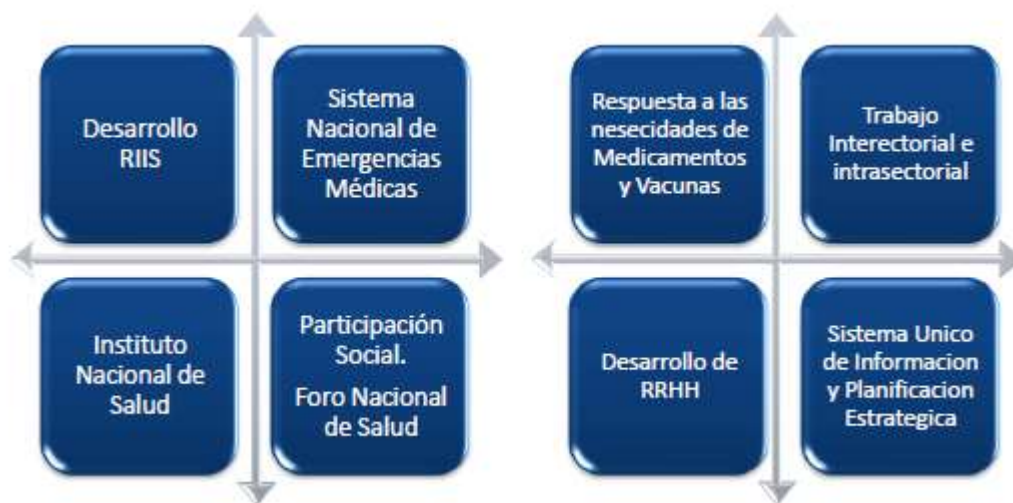 Desarrollo
RIIS
Sistema
Nacional de
Emergencias
Médicas
Instituto
Nacional de
Salud
Participación
Social.
Foro Nacional
de Salud
Respuesta a las
nesecidades de
Medicamentos
y Vacunas
Trabajo
Interectorial e
intrasectorial
Desarrollo de
RRHH
Sistema Unico
de Informacion
y Planificacion
Estrategica